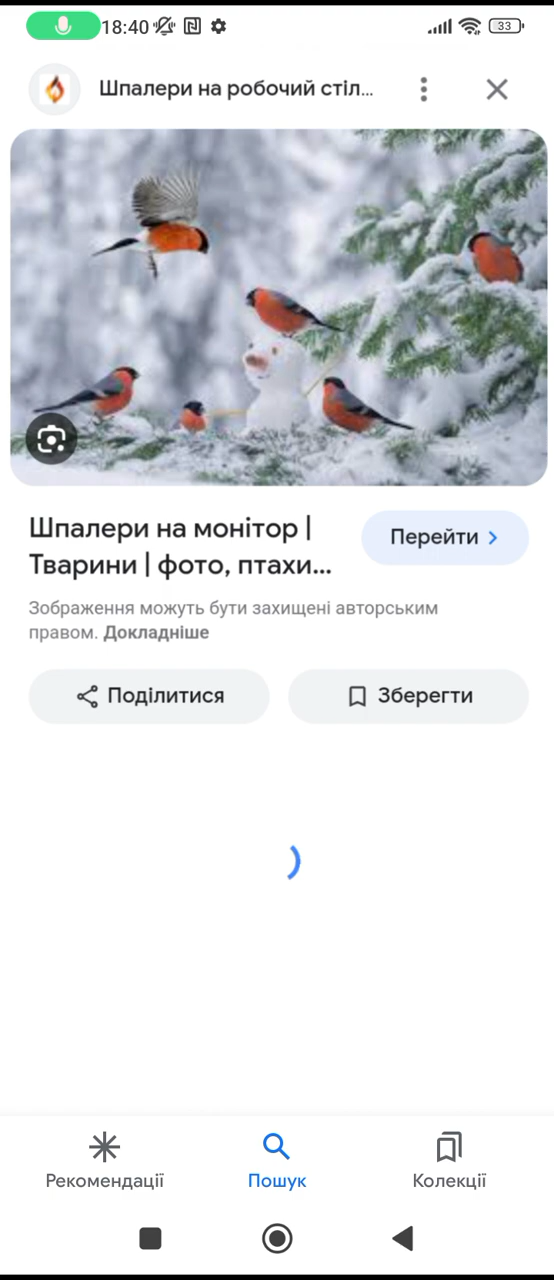 18:40
33
Шпалери на робочий стіл...
Шпалери на монітор |
Тварини | фото, птахи...
Перейти
Зображення можуть бути захищені авторським
правом. Докладніше
Поділитися
Зберегти
Рекомендації
Пошук
Колекції